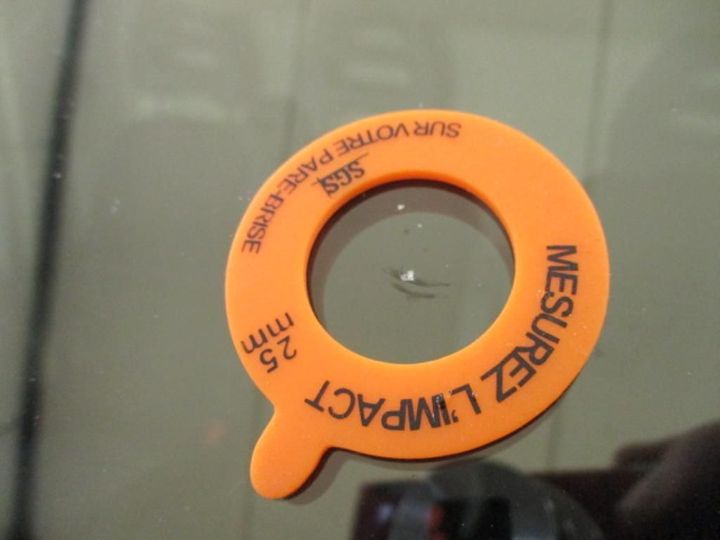 MESUREZ L'IMPACT
SUR VOTRE PARE-BRISE
SGS
25
mm